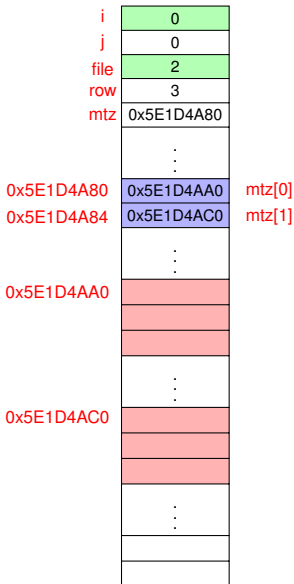 i 0
j 0
file 2
row 3
mtz 0x5E1D4A80
0x5E1D4A80 0x5E1D4AA0 mtz[0]
0x5E1D4A84 0x5E1D4AC0 mtz[1]
0x5E1D4AA0
0x5E1D4AC0